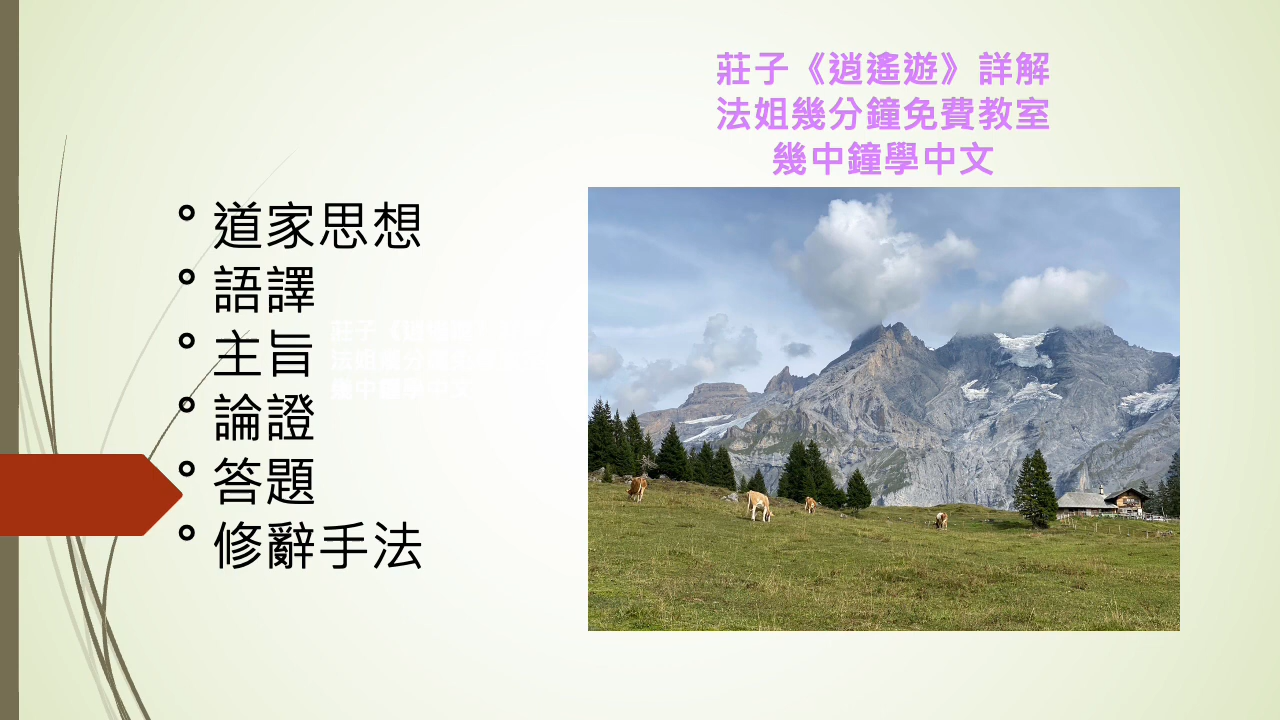 莊子《逍遙遊》詳解
法姐幾分鐘免費教室
幾中鐘學中文
° 道家思想
° 語譯
° 主旨
° 論證
° 答題
° 修辭手法